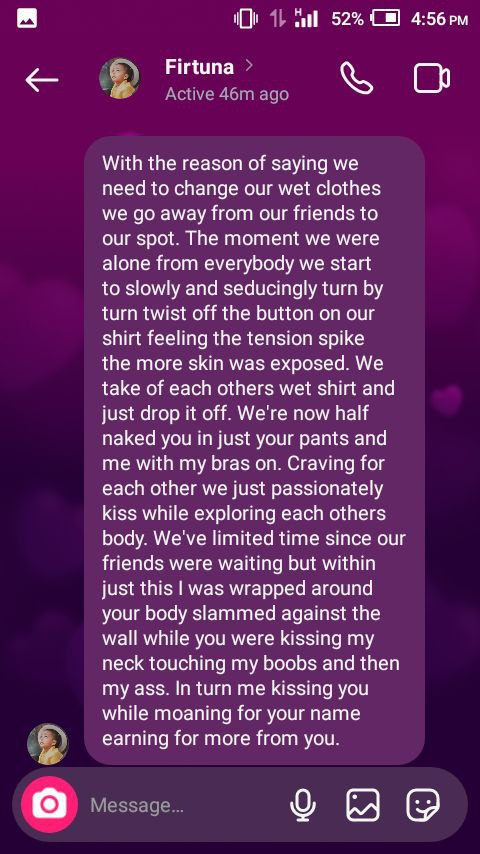 52% 4:56 PM
Firtuna
Active 46m ago
With the reason of saying we
need to change our wet clothes
we go away from our friends to
our spot. The moment we were
alone from everybody we start
to slowly and seducingly turn by
turn twist off the button on our
shirt feeling the tension spike
the more skin was exposed. We
take of each others wet shirt and
just drop it off. We're now half
naked you in just your pants and
me with my bras on. Craving for
each other we just passionately
kiss while exploring each others
body. We've limited time since our
friends were waiting but within
just this I was wrapped around
your body slammed against the
wall while you were kissing my
neck touching my boobs and then
my ass. In turn me kissing you
while moaning for your name
earning for more from you.
Message...